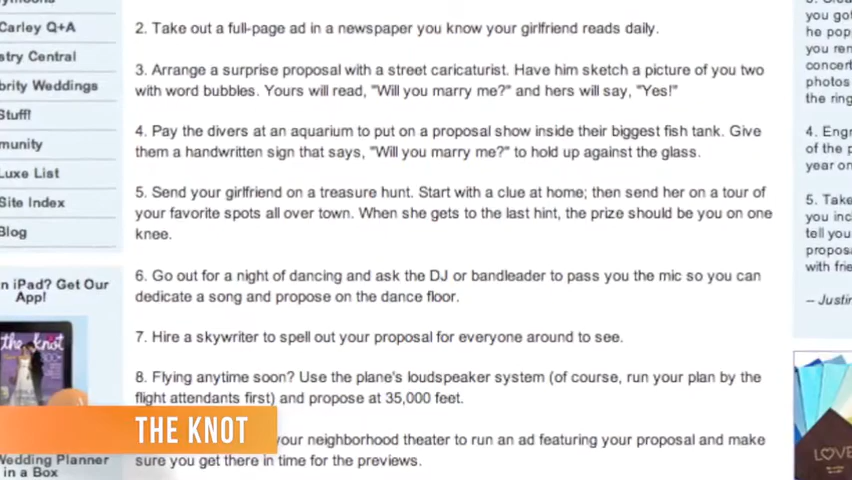 Carley Q+A
stry Central
brity Weddings
Stuff!
munity
Luxe List
Site Index
Blog
n iPad? Get Our
App!
the knot
Wedding Planner
in a Box
2. Take out a full-page ad in a newspaper you know your girlfriend reads daily.
3. Arrange a surprise proposal with a street caricaturist. Have him sketch a picture of you two
with word bubbles. Yours will read, "Will you marry me?" and hers will say, "Yes!"
4. Pay the divers at an aquarium to put on a proposal show inside their biggest fish tank. Give
them a handwritten sign that says, "Will you marry me?" to hold up against the glass.
5. Send your girlfriend on a treasure hunt. Start with a clue at home; then send her on a tour of
your favorite spots all over town. When she gets to the last hint, the prize should be you on one
knee.
6. Go out for a night of dancing and ask the DJ or bandleader to pass you the mic so you can
dedicate a song and propose on the dance floor.
7. Hire a skywriter to spell out your proposal for everyone around to see.
8. Flying anytime soon? Use the plane's loudspeaker system (of course, run your plan by the
flight attendants first) and propose at 35,000 feet.
your neighborhood theater to run an ad featuring your proposal and make
sure you get there in time for the previews.
THE KNOT
you got
he pop
you ren
concert
photos
the ring
4. Engr
of the p
year on
5. Take
you incl
tell you
proposa
with frie
– Justin
LOVE